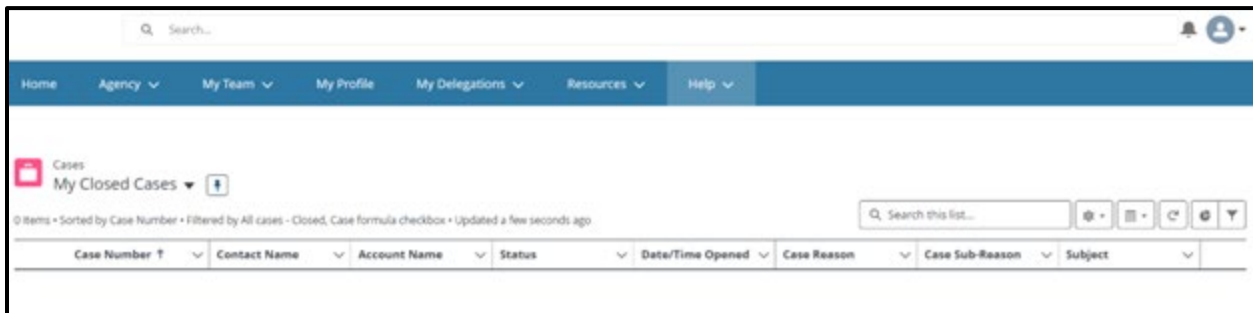 Search...
Home Agency My Team My Profile My Delegations Resources Help
Cases
My Closed Cases
0 items • Sorted by Case Number • Filtered by All cases - Closed, Case formula checkbox • Updated a few seconds ago
Search this list...
Case Number ↑ Contact Name Account Name Status Date/Time Opened Case Reason Case Sub-Reason Subject